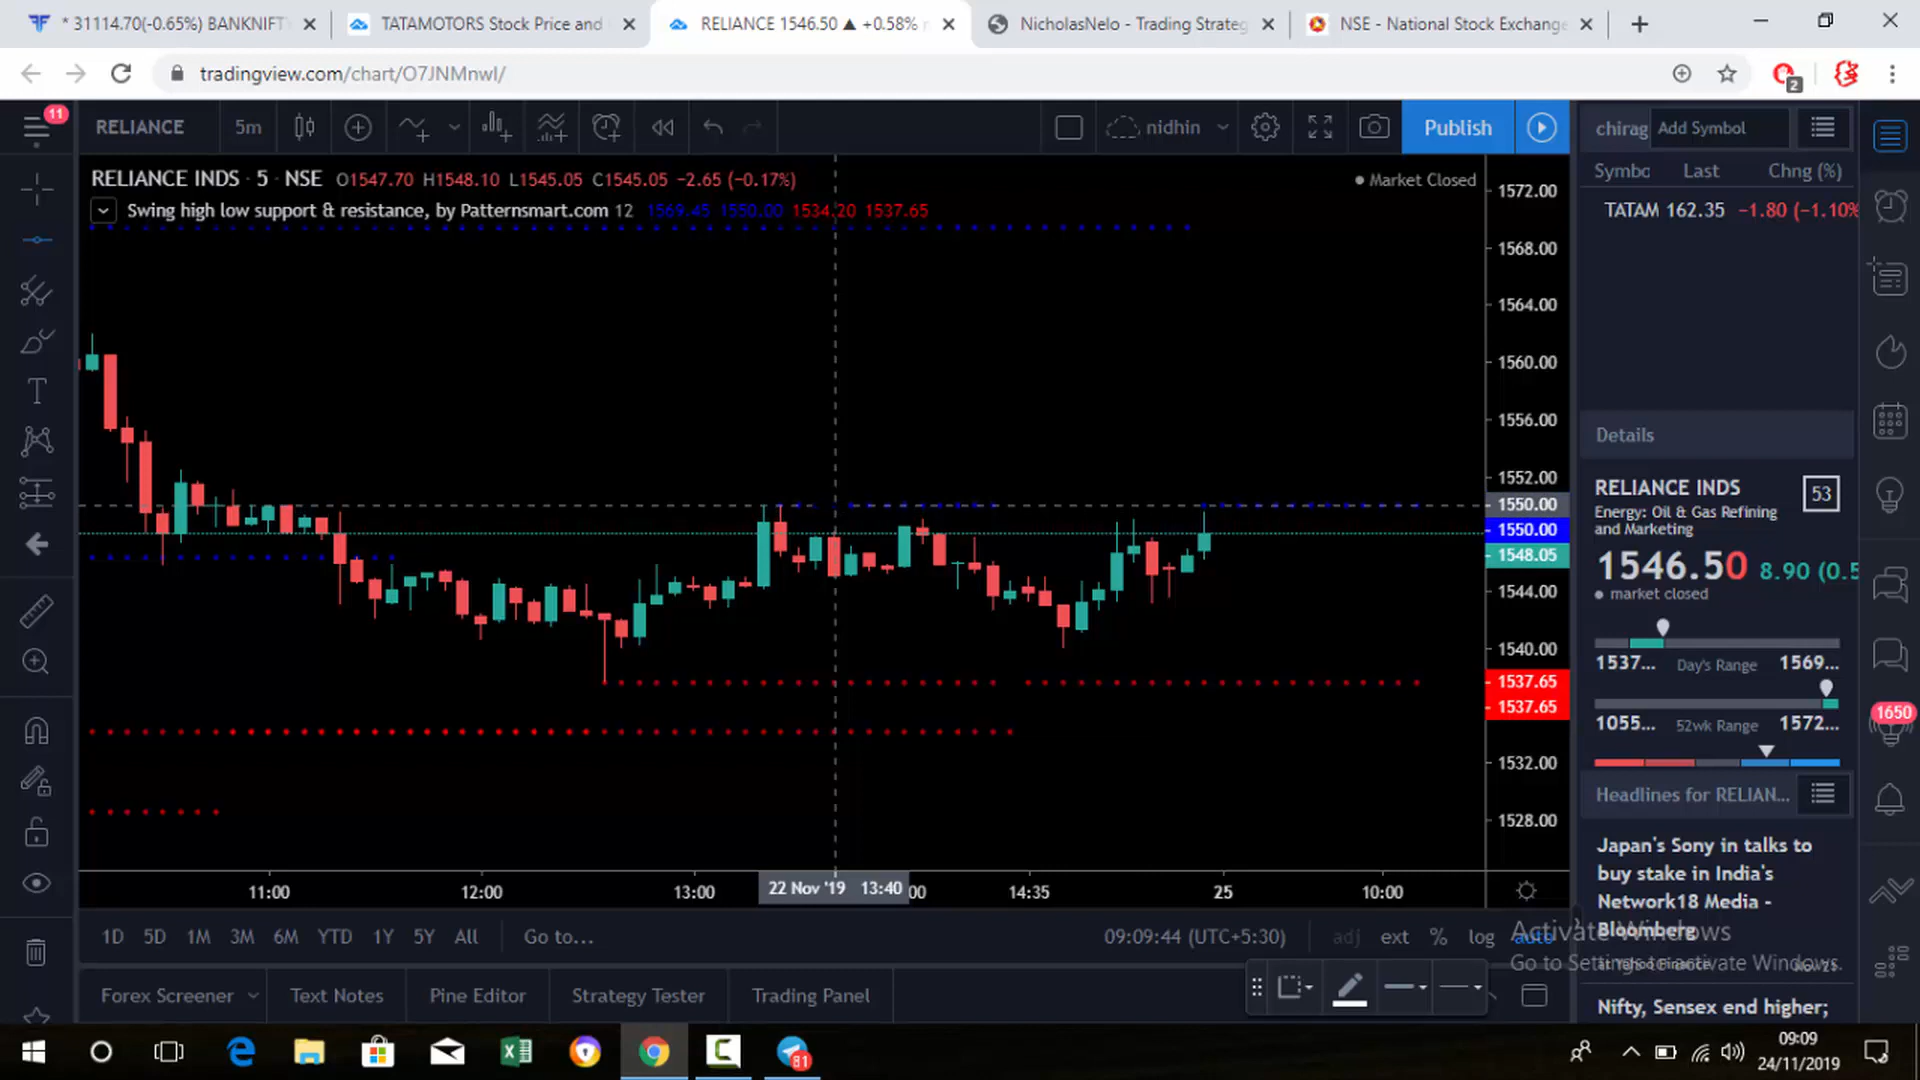 * 31114.70(-0.65%) BANKNIFTY
TATAMOTORS Stock Price and
RELIANCE 1546.50 ▲ +0.58%
NicholasNelo - Trading Strateg
NSE - National Stock Exchange
tradingview.com/chart/O7JNMnwI/
2
11
RELIANCE
5m
nidhin
Publish
chirag
Add Symbol
RELIANCE INDS · 5 · NSE O1547.70 H1548.10 L1545.05 C1545.05 −2.65 (−0.17%)
Market Closed
Swing high low support & resistance, by Patternsmart.com 12 1569.45 1550.00 1534.20 1537.65
Symbo Last Chng (%)
TATAM 162.35 −1.80 (−1.10%
1572.00
1568.00
1564.00
1560.00
1556.00
1552.00
1550.00
1550.00
1548.05
1544.00
1540.00
1537.65
1537.65
1532.00
1528.00
Details
RELIANCE INDS
53
Energy: Oil & Gas Refining
and Marketing
1546.50 8.90 (0.5
market closed
1537... Day's Range 1569...
1055... 52wk Range 1572...
1650
Headlines for RELIAN...
Japan's Sony in talks to
buy stake in India's
Network18 Media -
Bloomberg
at Yahoo Finance
Nifty, Sensex end higher;
11:00
12:00
13:00
22 Nov '19 13:40
:00
14:35
25
10:00
1D 5D 1M 3M 6M YTD 1Y 5Y All
Go to...
09:09:44 (UTC+5:30)
adj ext % log auto
Activate Windows
Go to Settings to activate Windows.
Forex Screener
Text Notes
Pine Editor
Strategy Tester
Trading Panel
81
09:09
24/11/2019